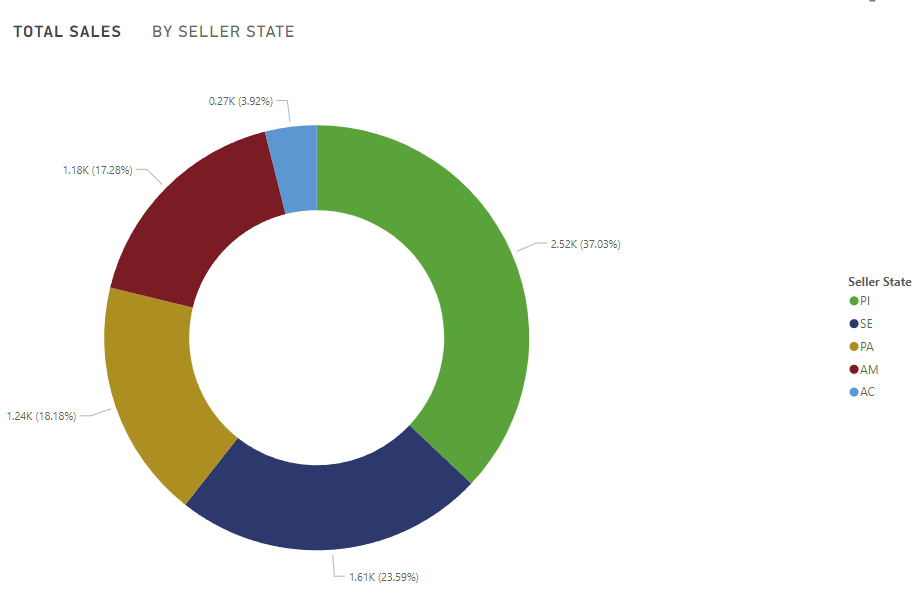 TOTAL SALES BY SELLER STATE
0.27K (3.92%)
1.18K (17.28%)
2.52K (37.03%)
1.24K (18.18%)
1.61K (23.59%)
Seller State
PI
SE
PA
AM
AC